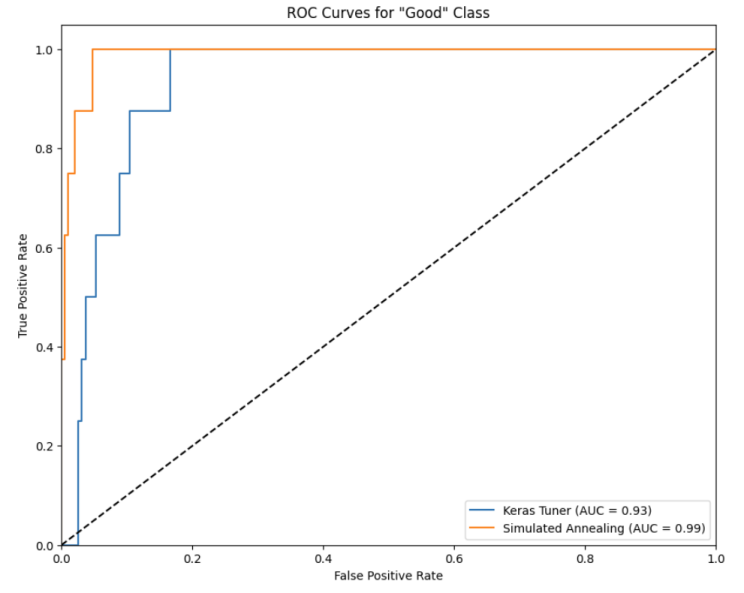 ROC Curves for "Good" Class
True Positive Rate
1.0
0.8
0.6
0.4
0.2
0.0
0.0 0.2 0.4 0.6 0.8 1.0
False Positive Rate
Keras Tuner (AUC = 0.93)
Simulated Annealing (AUC = 0.99)